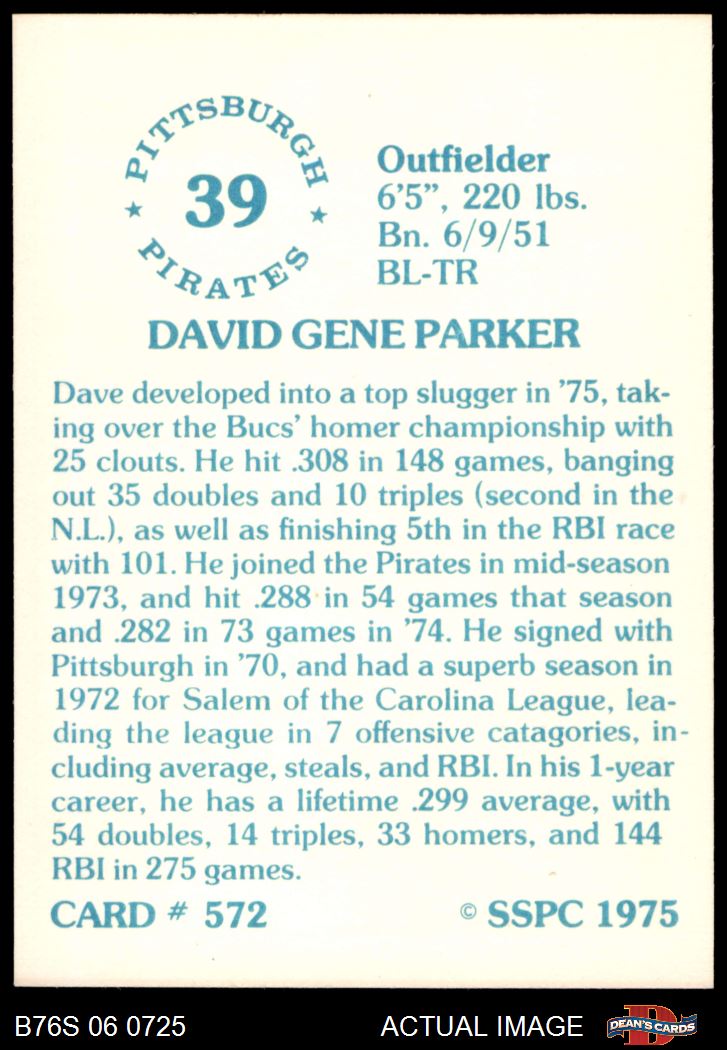 PITTSBURGH
39
PIRATES
Outfielder
6'5", 220 lbs.
Bn. 6/9/51
BL-TR
DAVID GENE PARKER
Dave developed into a top slugger in '75, tak-
ing over the Bucs' homer championship with
25 clouts. He hit .308 in 148 games, banging
out 35 doubles and 10 triples (second in the
N.L.), as well as finishing 5th in the RBI race
with 101. He joined the Pirates in mid-season
1973, and hit .288 in 54 games that season
and .282 in 73 games in '74. He signed with
Pittsburgh in '70, and had a superb season in
1972 for Salem of the Carolina League, lea-
ding the league in 7 offensive catagories, in-
cluding average, steals, and RBI. In his 1-year
career, he has a lifetime .299 average, with
54 doubles, 14 triples, 33 homers, and 144
RBI in 275 games.
CARD # 572 © SSPC 1975
B76S 06 0725 ACTUAL IMAGE D DEAN'S CARDS